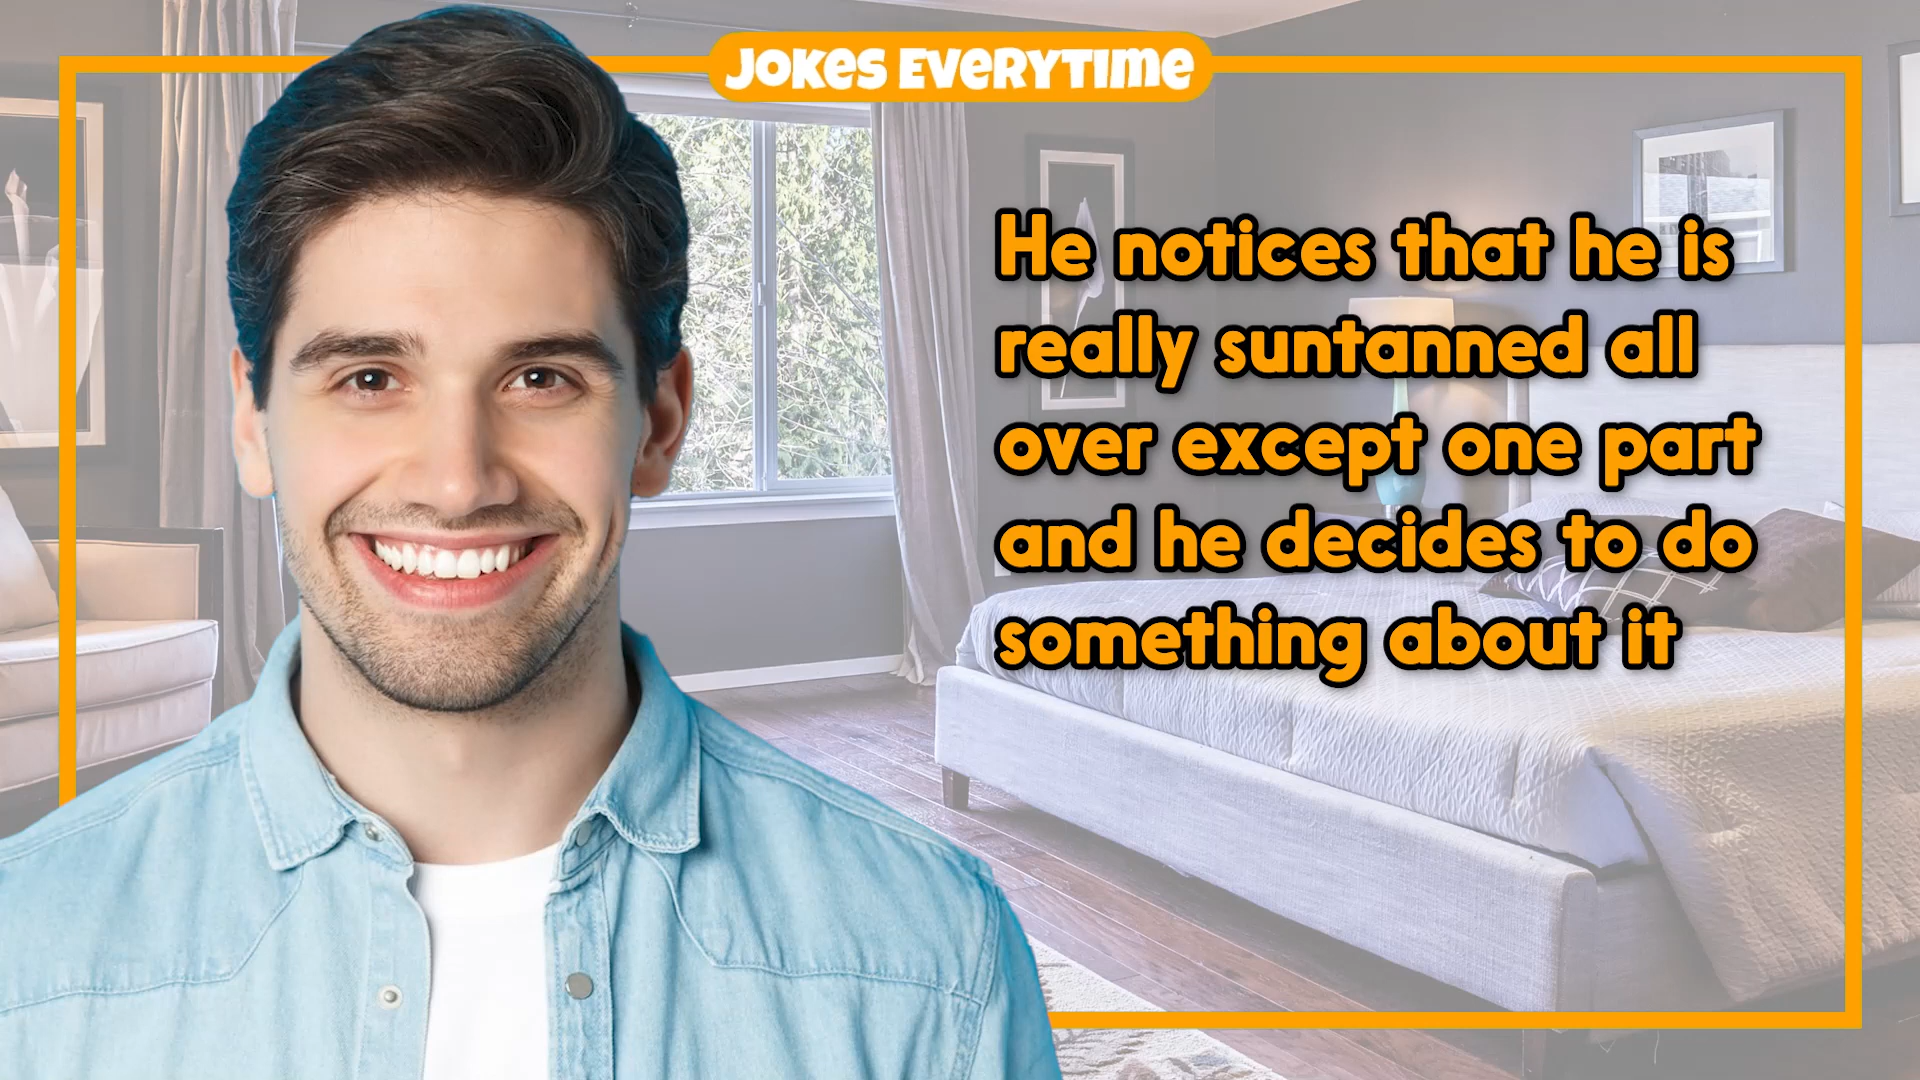 JOKES EVERYTIME
He notices that he is
really suntanned all
over except one part
and he decides to do
something about it